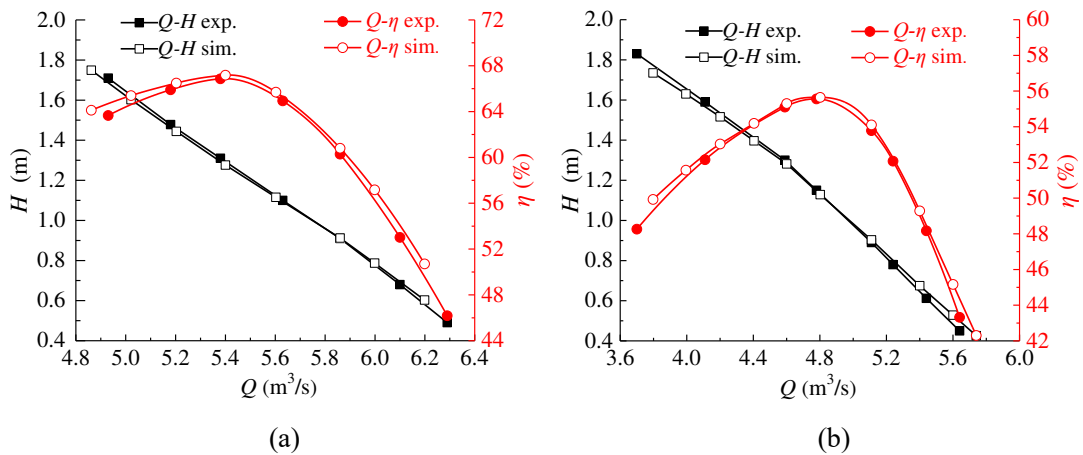 2.0
1.8
1.6
1.4
1.2
1.0
0.8
0.6
0.4
H (m)
Q-H exp.
Q-H sim.
Q-η exp.
Q-η sim.
72
68
64
60
56
52
48
44
η (%)
4.8 5.0 5.2 5.4 5.6 5.8 6.0 6.2 6.4
Q (m³/s)
(a)
2.0
1.8
1.6
1.4
1.2
1.0
0.8
0.6
0.4
H (m)
Q-H exp.
Q-H sim.
Q-η exp.
Q-η sim.
60
58
56
54
52
50
48
46
44
42
η (%)
3.6 4.0 4.4 4.8 5.2 5.6 6.0
Q (m³/s)
(b)